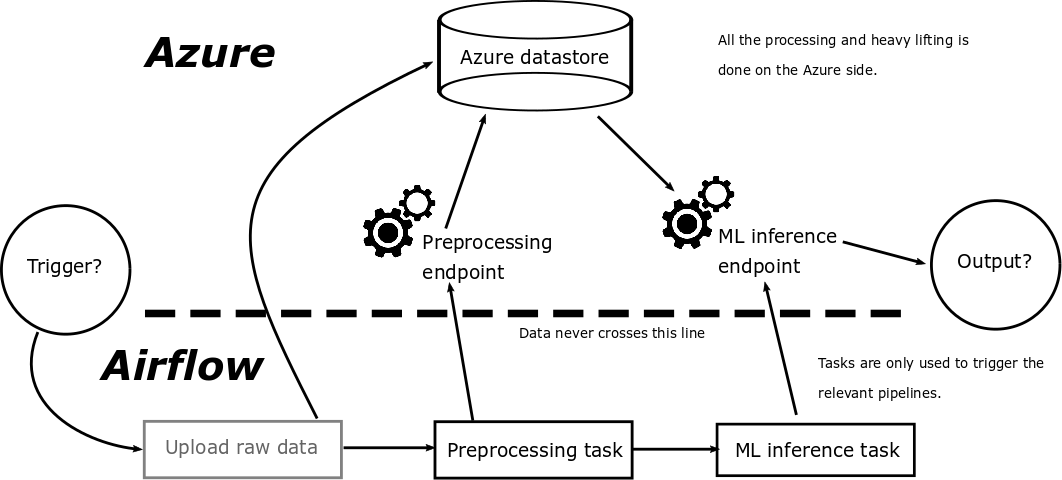 Azure
Azure datastore
All the processing and heavy lifting is
done on the Azure side.
Trigger?
Preprocessing
endpoint
ML inference
endpoint
Output?
Data never crosses this line
Airflow
Tasks are only used to trigger the
relevant pipelines.
Upload raw data
Preprocessing task
ML inference task